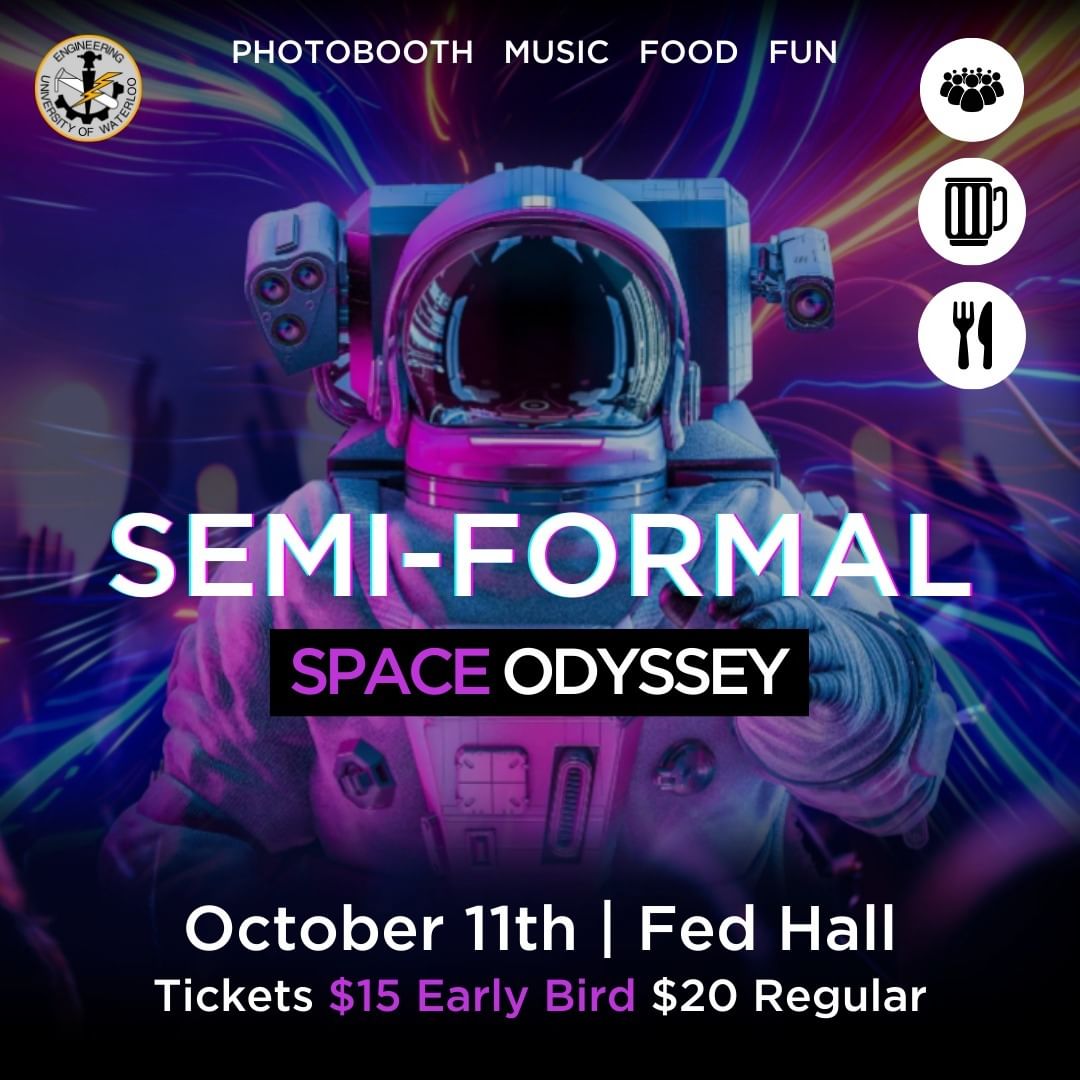 PHOTOBOOTH MUSIC FOOD FUN
ENGINEERING
UNIVERSITY OF WATERLOO
SEMI-FORMAL
SPACE ODYSSEY
October 11th | Fed Hall
Tickets $15 Early Bird $20 Regular